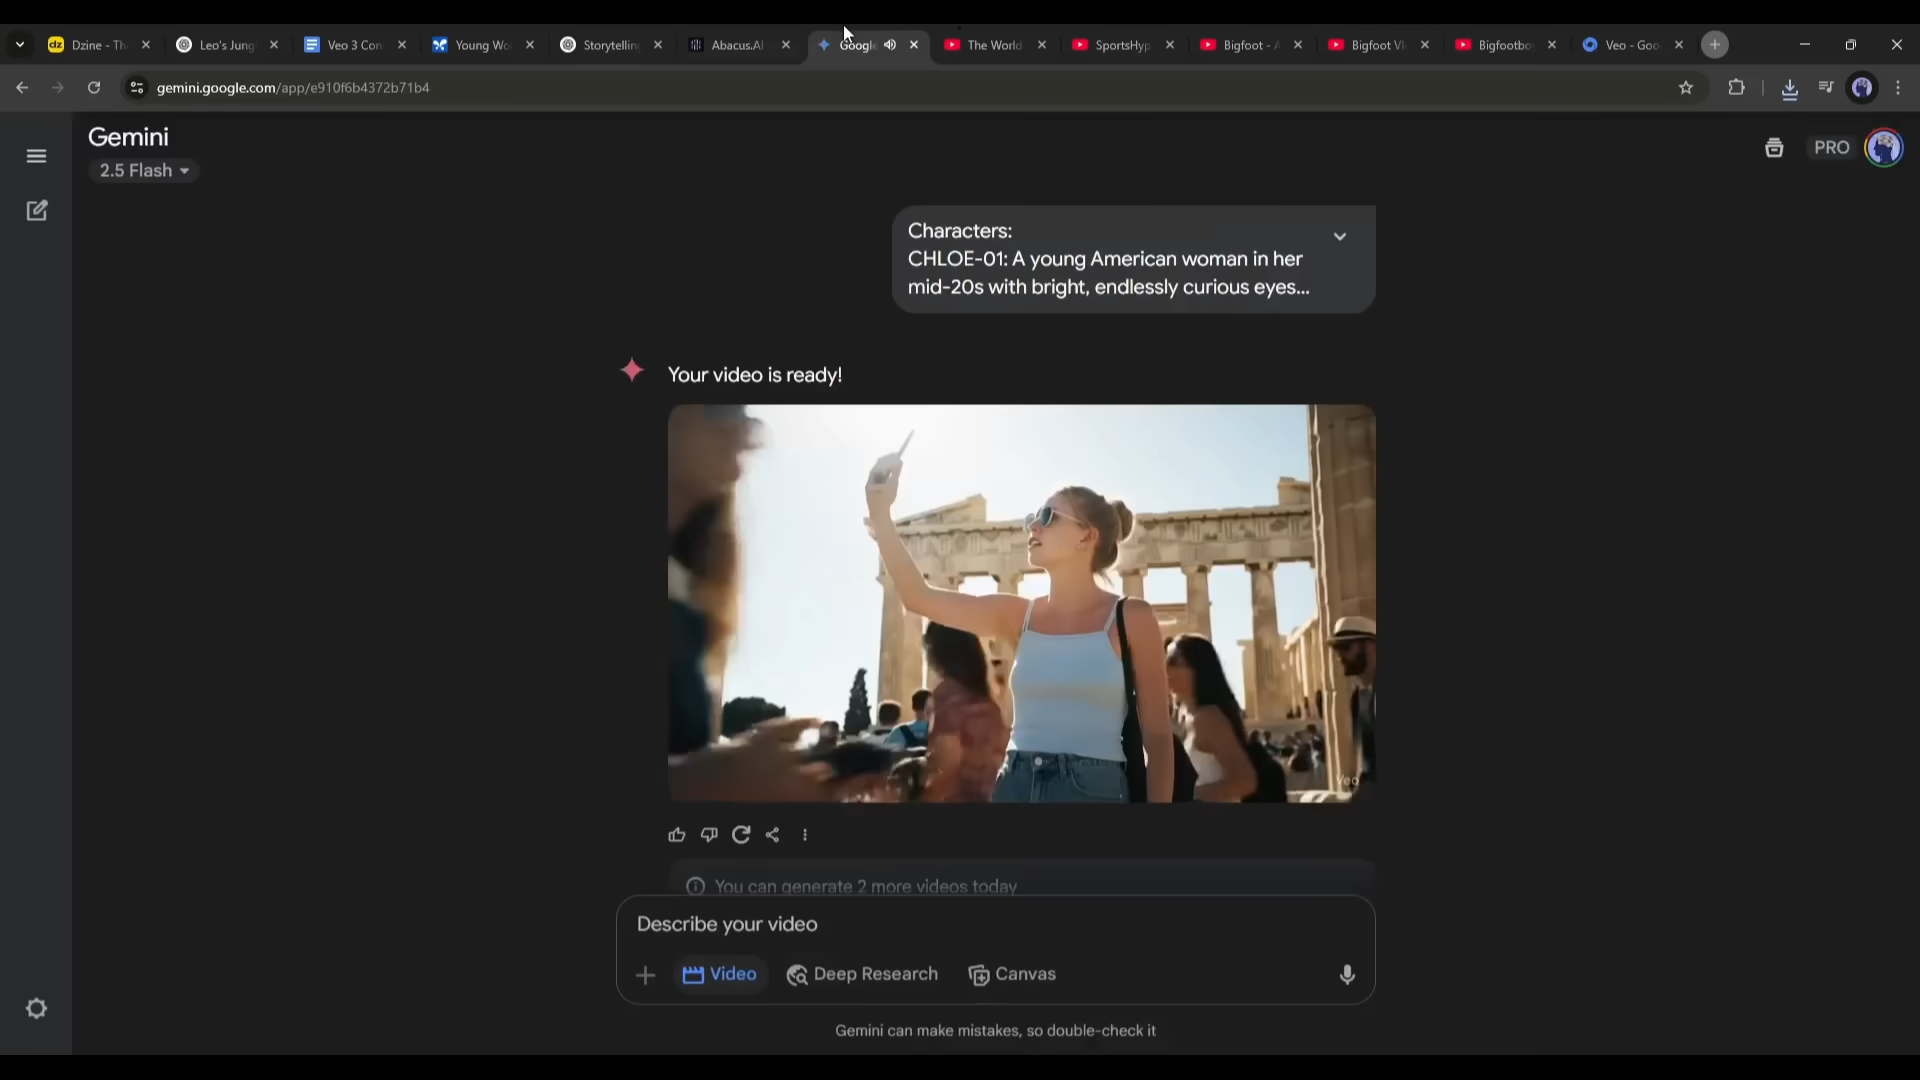 Dzine - Th
Leo's Jung
Veo 3 Con
Young Wo
Storytellin
Abacus.AI
Google
The World
SportsHyp
Bigfoot - A
Bigfoot Vl
Bigfootbo
Veo - Goo
gemini.google.com/app/e910f6b4372b71b4
Gemini
2.5 Flash
PRO
Characters:
CHLOE-01: A young American woman in her
mid-20s with bright, endlessly curious eyes...
Your video is ready!
Veo
You can generate 2 more videos today
Describe your video
Video
Deep Research
Canvas
Gemini can make mistakes, so double-check it